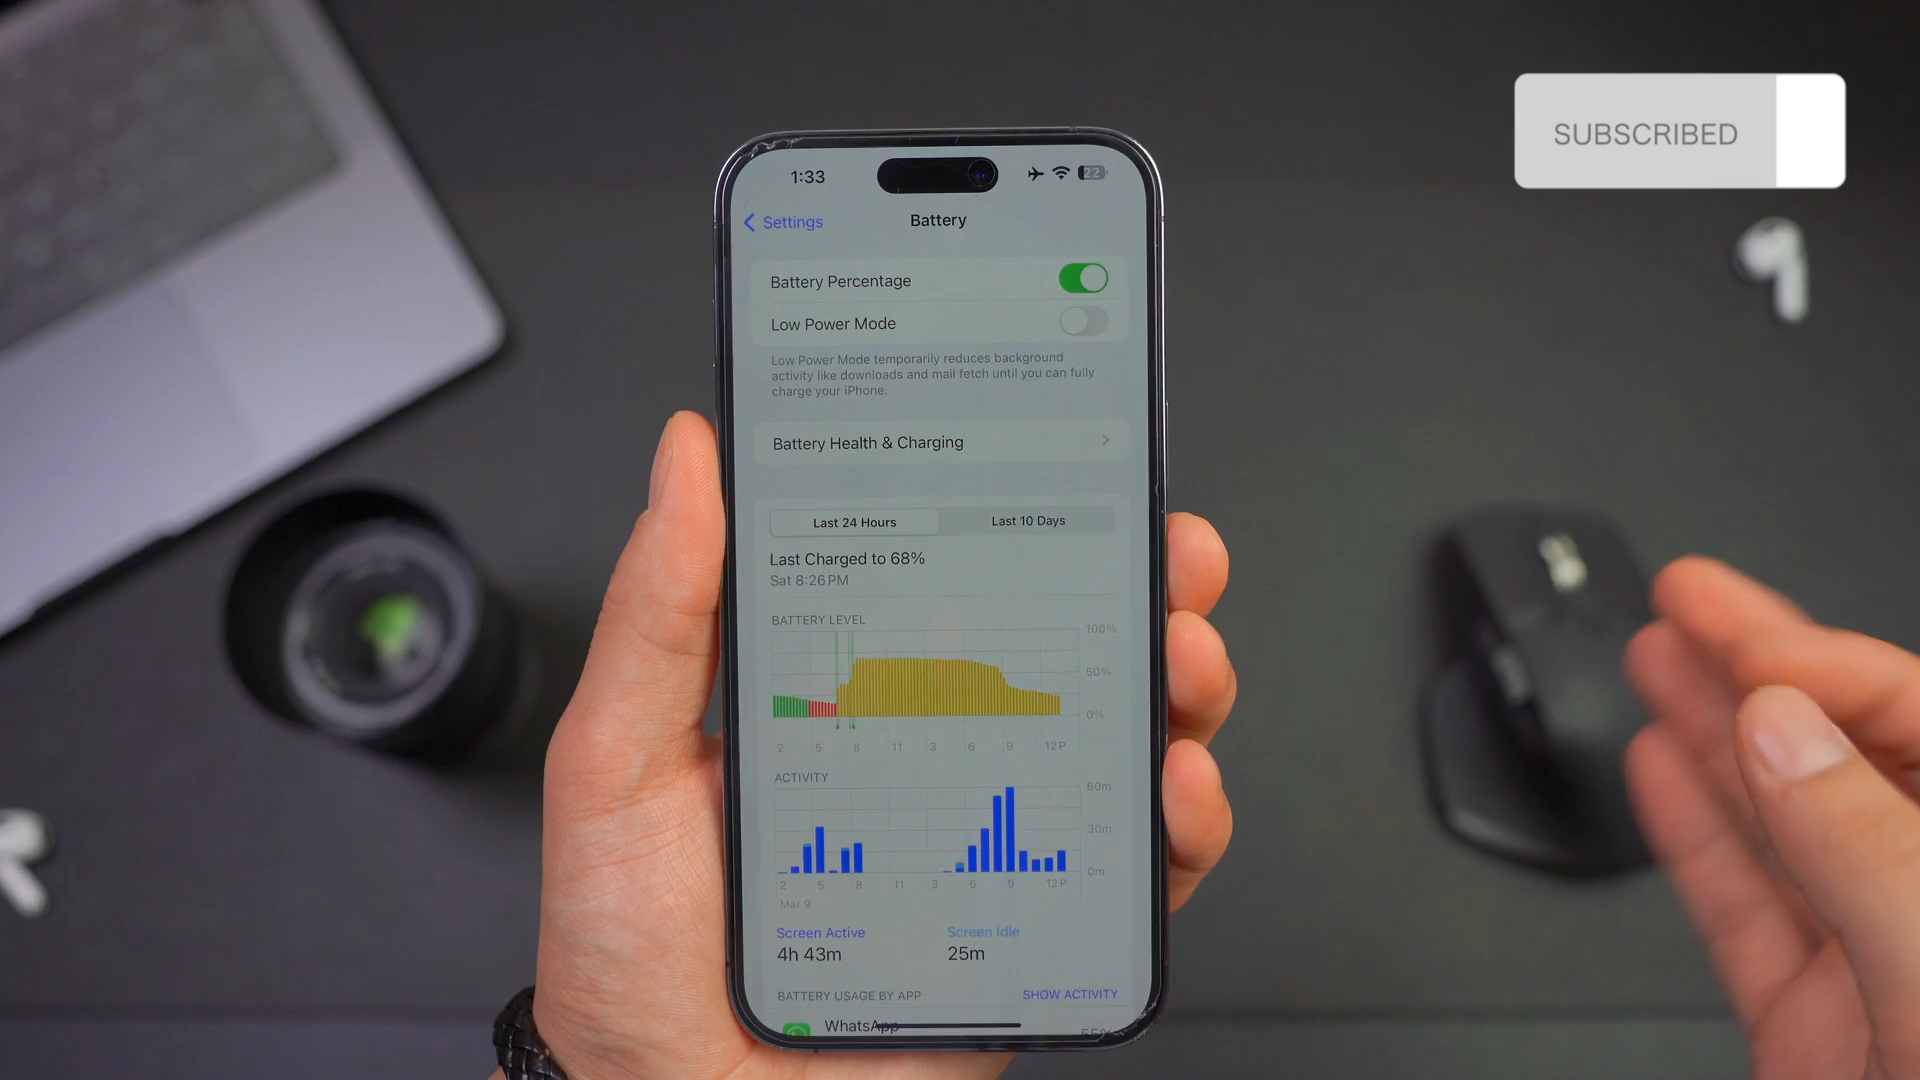 SUBSCRIBED
1:33
22
Settings
Battery
Battery Percentage
Low Power Mode
Low Power Mode temporarily reduces background
activity like downloads and mail fetch until you can fully
charge your iPhone.
Battery Health & Charging
Last 24 Hours
Last 10 Days
Last Charged to 68%
Sat 8:26 PM
BATTERY LEVEL
100%
50%
0%
2 5 8 11 3 6 9 12 P
ACTIVITY
60m
30m
0m
2 5 8 11 3 6 9 12 P
Mar 9
Screen Active
Screen Idle
4h 43m
25m
BATTERY USAGE BY APP
SHOW ACTIVITY
WhatsApp
55%